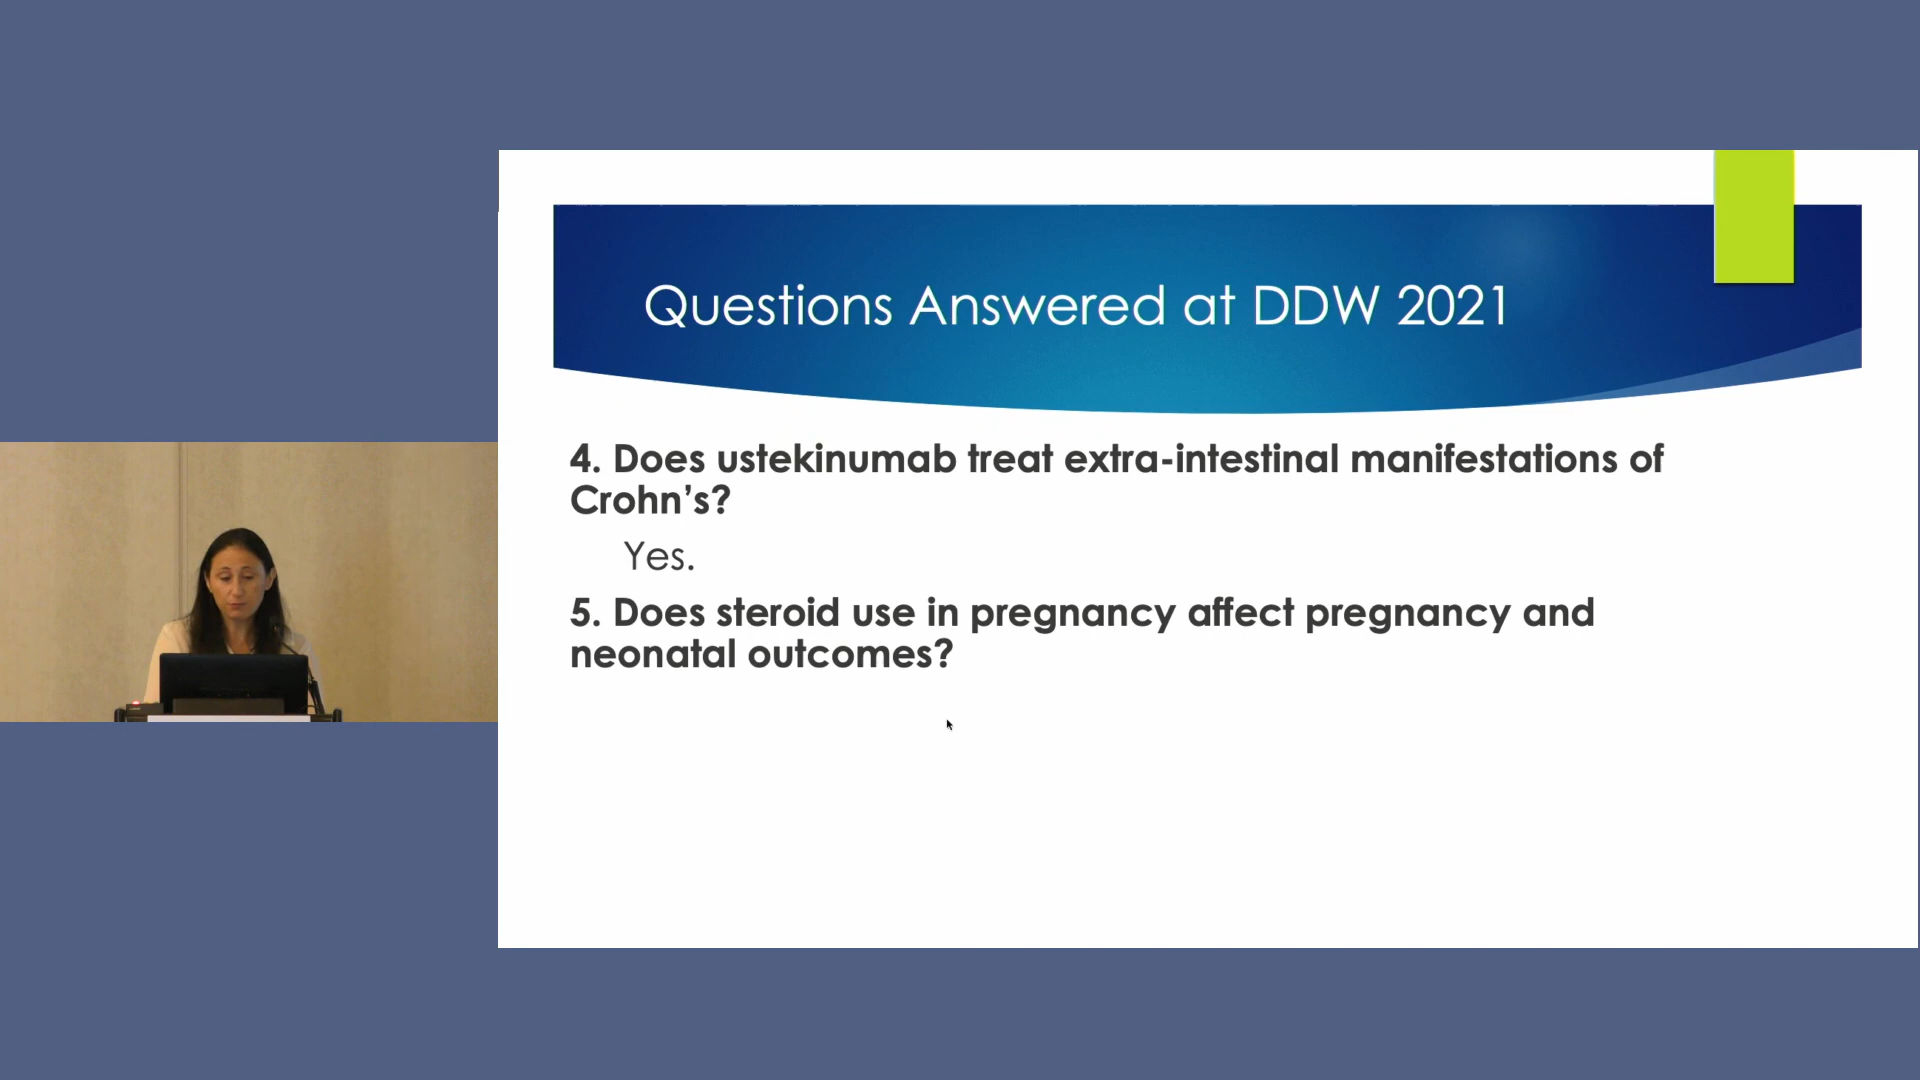 Questions Answered at DDW 2021
4. Does ustekinumab treat extra-intestinal manifestations of
Crohn’s?
Yes.
5. Does steroid use in pregnancy affect pregnancy and
neonatal outcomes?